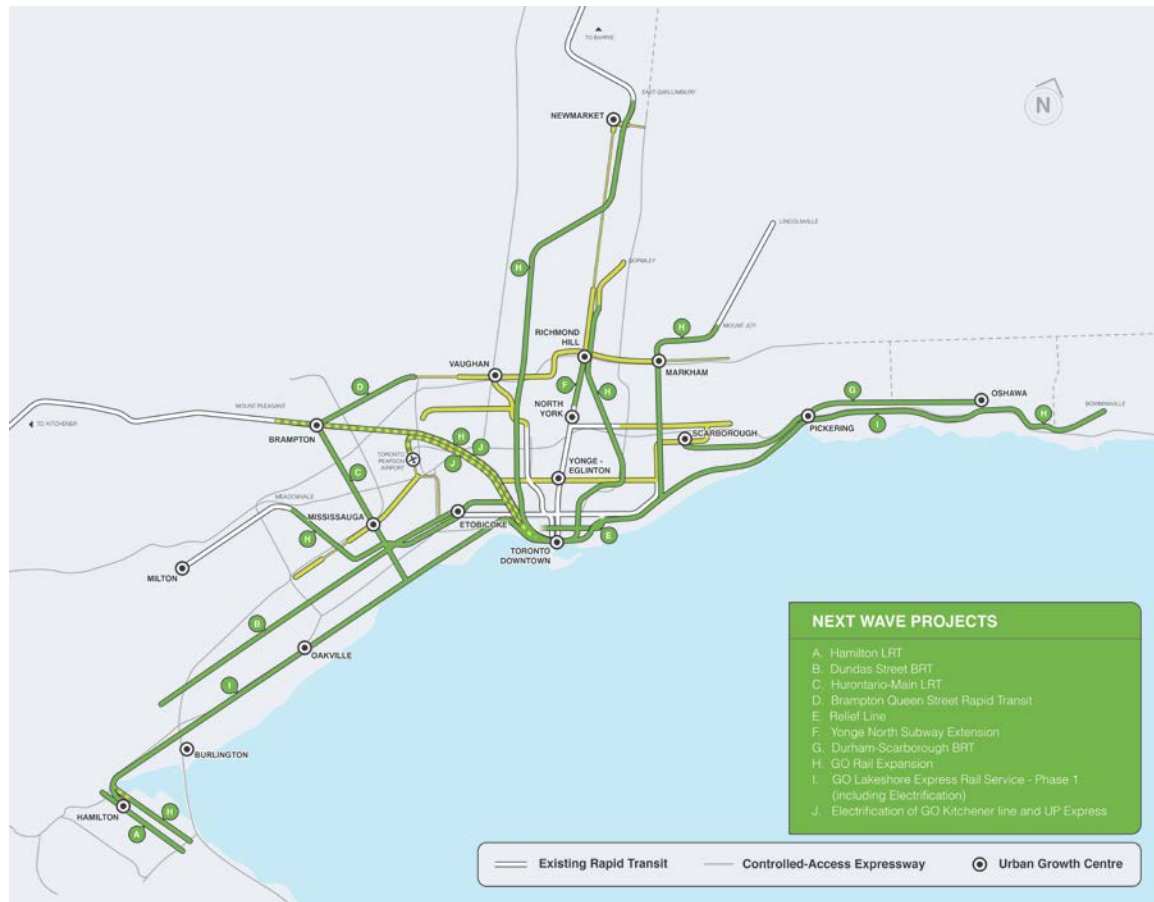 TO BARRIE
EAST GWILLIMBURY
NEWMARKET
N
LINCOLNVILLE
H
GORMLEY
H
MOUNT JOY
RICHMOND
HILL
VAUGHAN
MARKHAM
D
F
H
G
OSHAWA
MOUNT PLEASANT
NORTH
YORK
PICKERING
I
H
BOWMANVILLE
TO KITCHENER
BRAMPTON
H
J
J
SCARBOROUGH
TORONTO
PEARSON
AIRPORT
YONGE -
EGLINTON
C
MEADOWVALE
MISSISSAUGA
ETOBICOKE
H
E
TORONTO
DOWNTOWN
MILTON
B
OAKVILLE
I
BURLINGTON
HAMILTON
H
A
NEXT WAVE PROJECTS
A. Hamilton LRT
B. Dundas Street BRT
C. Hurontario-Main LRT
D. Brampton Queen Street Rapid Transit
E. Relief Line
F. Yonge North Subway Extension
G. Durham-Scarborough BRT
H. GO Rail Expansion
I. GO Lakeshore Express Rail Service - Phase 1
(including Electrification)
J. Electrification of GO Kitchener line and UP Express
Existing Rapid Transit
Controlled-Access Expressway
Urban Growth Centre